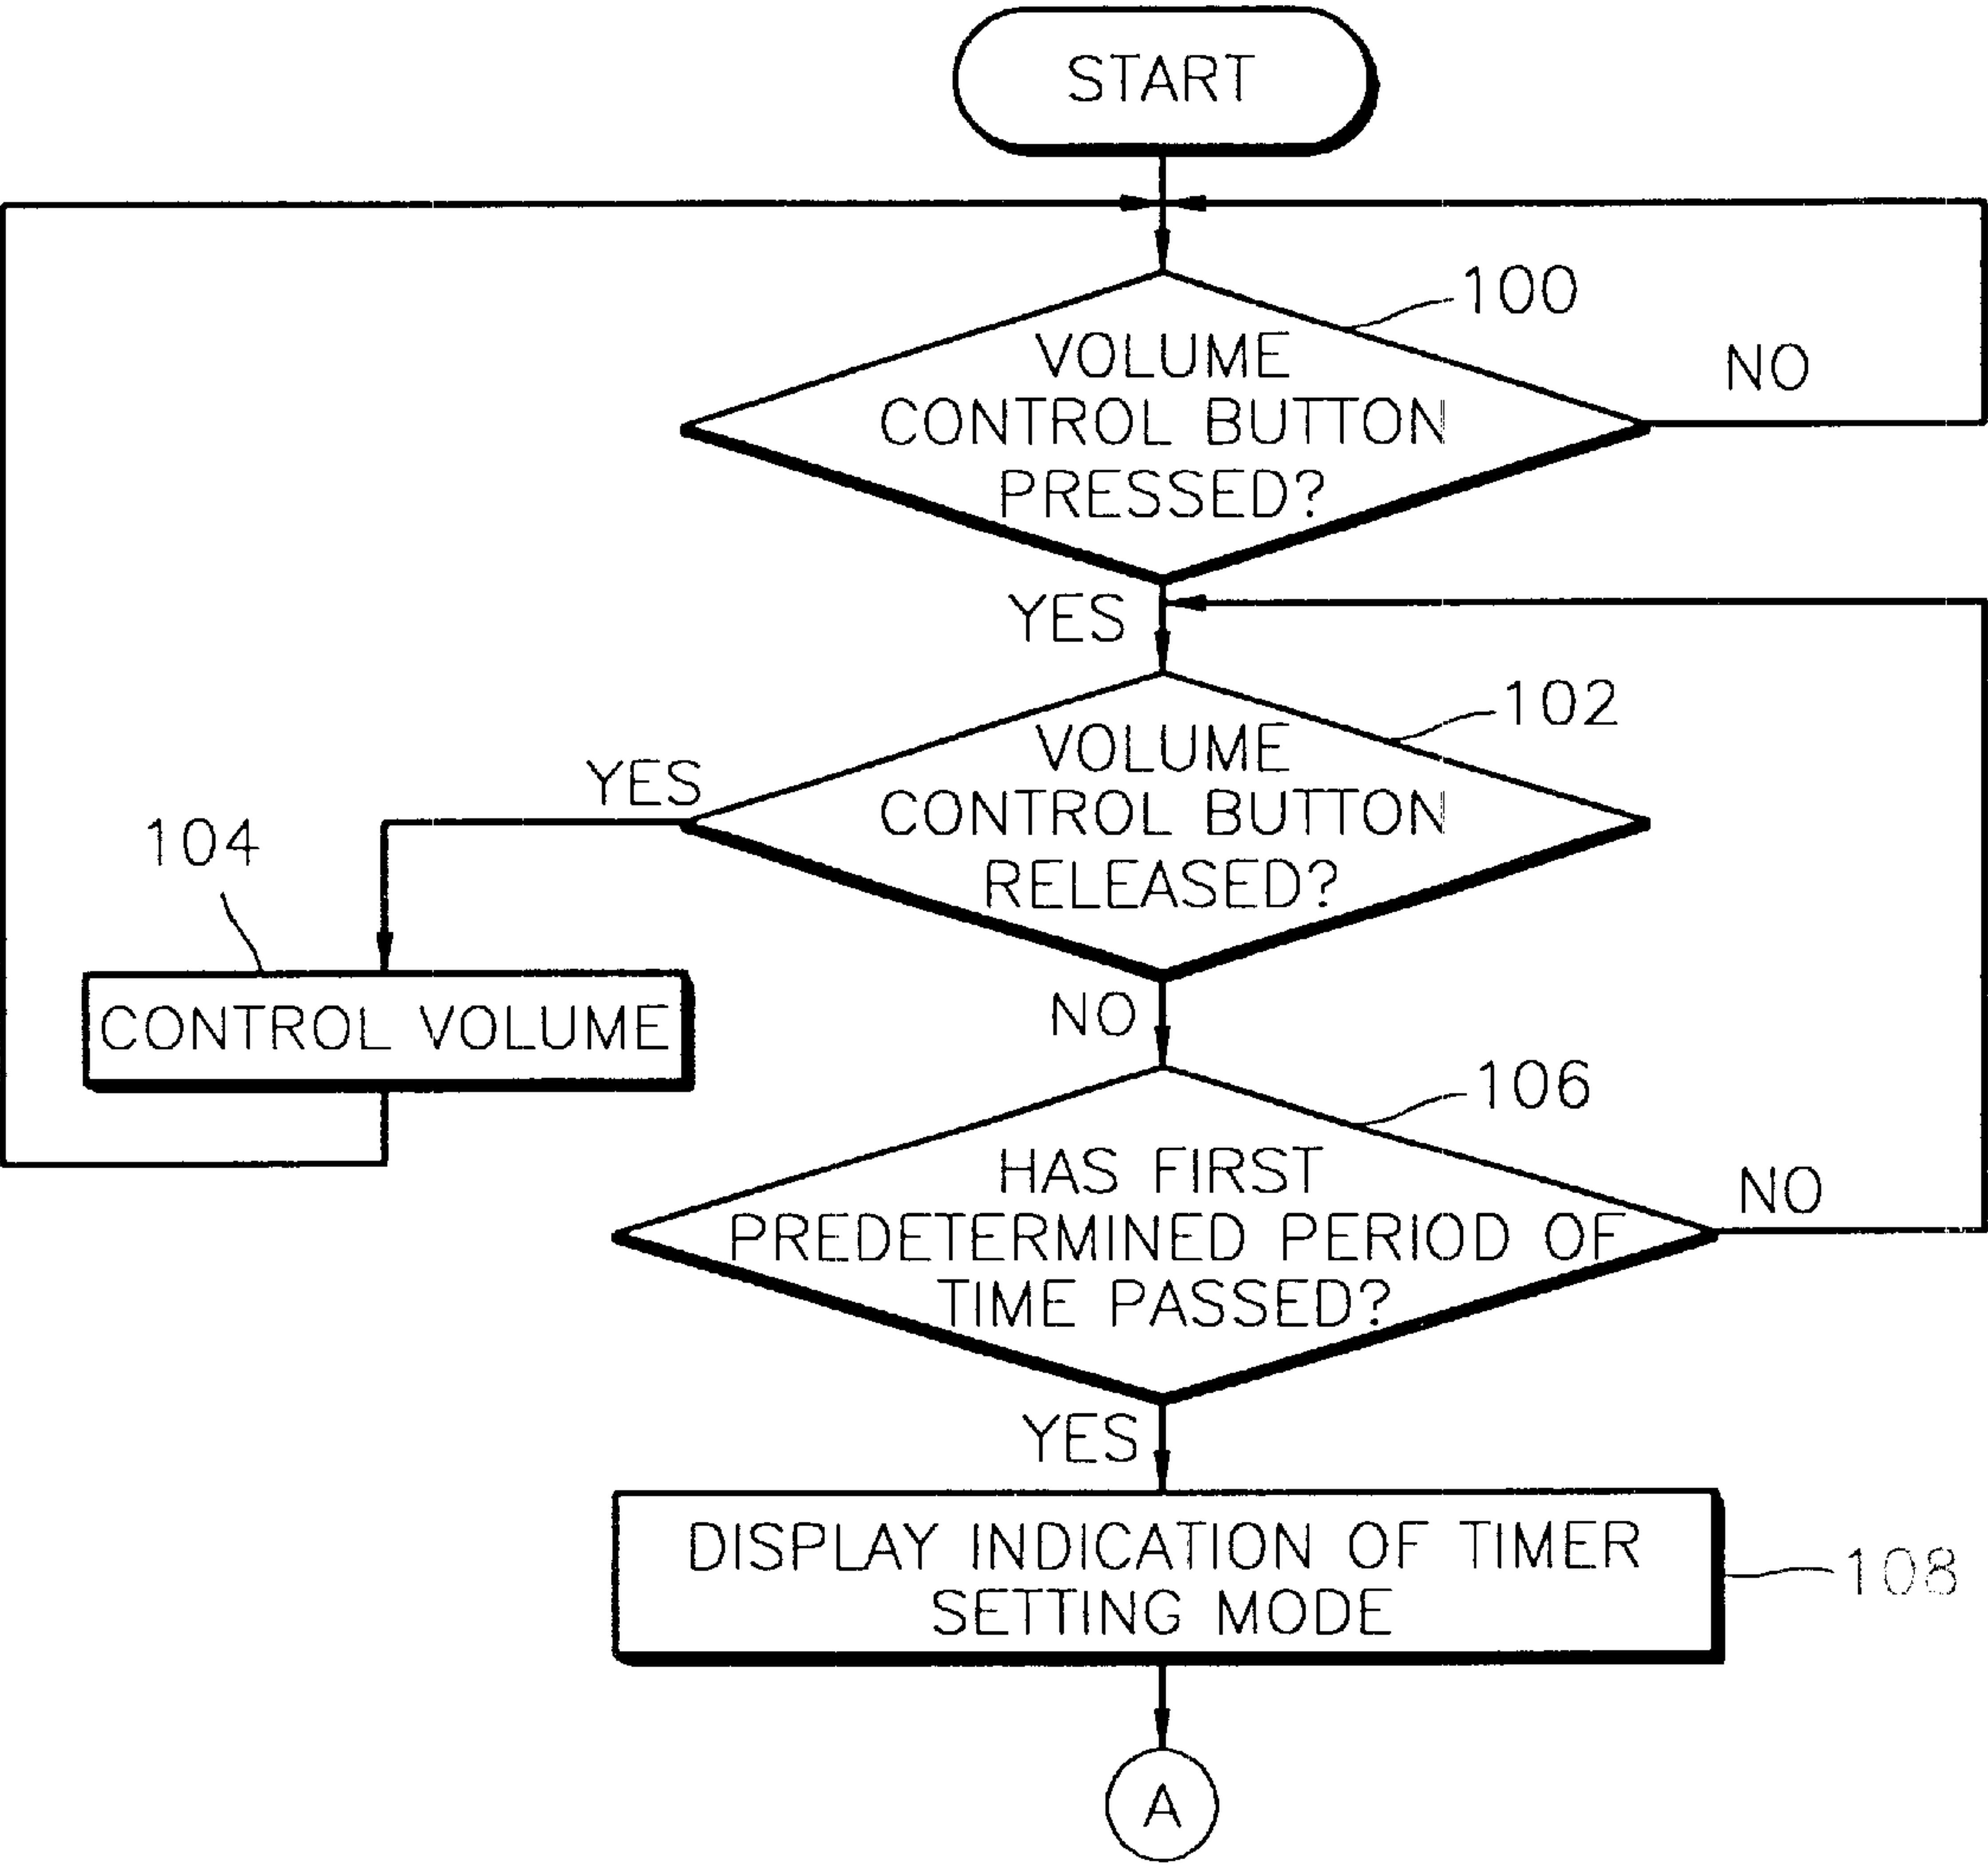 START
100
VOLUME
CONTROL BUTTON
PRESSED?
NO
YES
102
VOLUME
CONTROL BUTTON
RELEASED?
YES
104
CONTROL VOLUME
NO
106
HAS FIRST
PREDETERMINED PERIOD OF
TIME PASSED?
NO
YES
DISPLAY INDICATION OF TIMER
SETTING MODE
108
A